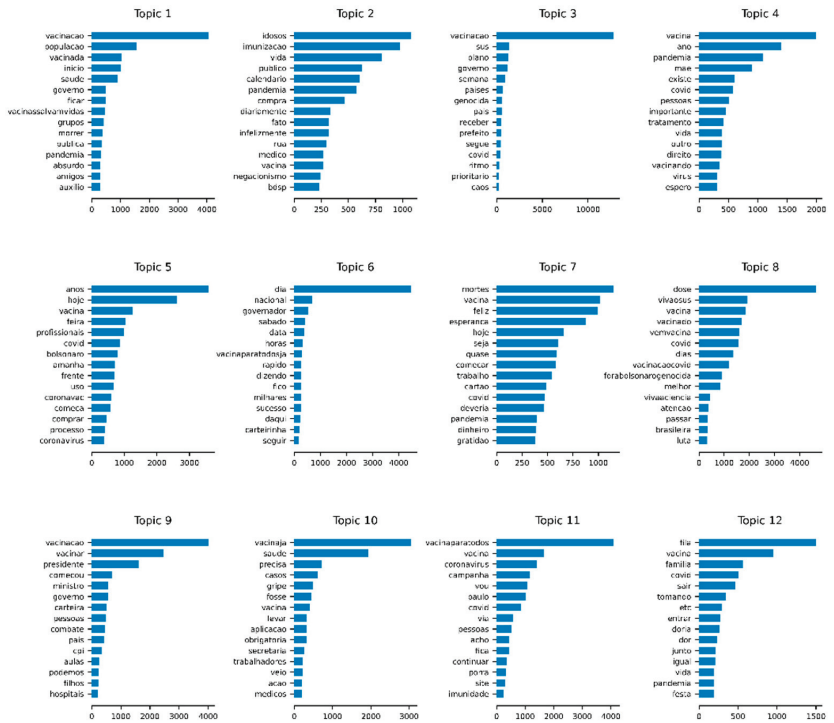 Topic 1
vacinacao
populacao
vacinada
inicio
saude
governo
ficar
vacinassalvamvidas
grupos
morrer
publica
pandemia
absurdo
amigos
auxilio
0 1000 2000 3000 4000
Topic 2
idosos
imunizacao
vida
publico
calendario
pandemia
compra
diariamente
fato
infelizmente
rua
medico
vacina
negacionismo
bdsp
0 250 500 750 1000
Topic 3
vacinacao
sus
plano
governo
semana
paises
genocida
pais
receber
prefeito
segue
covid
ritmo
prioritario
caos
0 5000 10000
Topic 4
vacina
ano
pandemia
mae
existe
covid
pessoas
importante
tratamento
vida
outro
direito
vacinando
virus
espero
0 500 1000 1500 2000
Topic 5
anos
hoje
vacina
feira
profissionais
covid
bolsonaro
amanha
frente
uso
coronavac
comeca
comprar
processo
coronavirus
0 1000 2000 3000
Topic 6
dia
nacional
governador
sabado
data
horas
vacinaparatodosja
rapido
dizendo
fico
milhares
sucesso
daqui
carteirinha
seguir
0 1000 2000 3000 4000
Topic 7
mortes
vacina
feliz
esperanca
hoje
seja
quase
comecar
trabalho
cartao
covid
deveria
pandemia
dinheiro
gratidao
0 250 500 750 1000
Topic 8
dose
vivaosus
vacina
vacinado
vemvacina
covid
dias
vacinacaocovid
forabolsonarogenocida
melhor
vivaaciencia
atencao
passar
brasileira
luta
0 1000 2000 3000 4000
Topic 9
vacinacao
vacinar
presidente
comecou
ministro
governo
carteira
pessoas
combate
pais
cpi
aulas
podemos
filhos
hospitais
0 1000 2000 3000 4000
Topic 10
vacinaja
saude
precisa
casos
gripe
fosse
vacina
levar
aplicacao
obrigatoria
secretaria
trabalhadores
veio
acao
medicos
0 1000 2000 3000
Topic 11
vacinaparatodos
vacina
coronavirus
campanha
vou
paulo
covid
via
pessoas
acho
fica
continuar
porra
site
imunidade
0 1000 2000 3000 4000
Topic 12
fila
vacina
familia
covid
sair
tomando
etc
entrar
doria
dor
junto
igual
vida
pandemia
festa
0 500 1000 1500